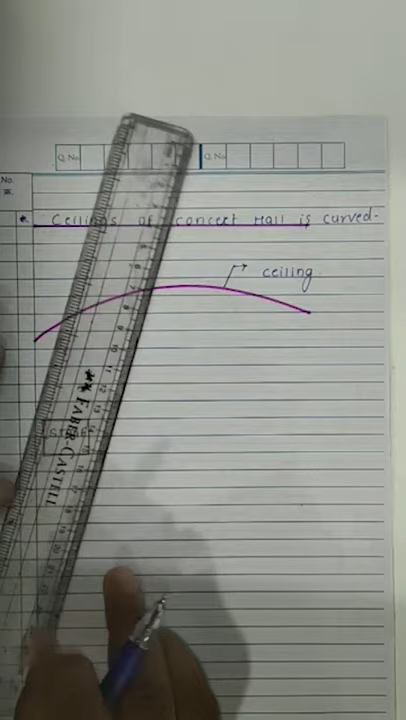 No.
Q.No.
Q.No.
* Ceilings of concert Hall is curved-
ceiling
FABER-CASTELL